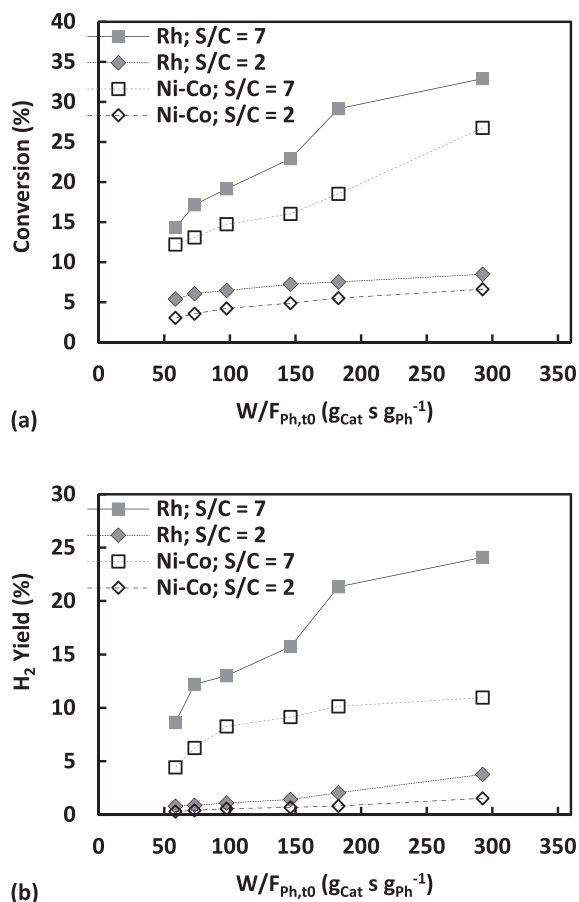 40
35
30
25
20
15
10
5
0
Conversion (%)
Rh; S/C = 7
Rh; S/C = 2
Ni-Co; S/C = 7
Ni-Co; S/C = 2
0 50 100 150 200 250 300 350
W/F_Ph,t0 (g_Cat s g_Ph^-1)
(a)
30
25
20
15
10
5
0
H₂ Yield (%)
Rh; S/C = 7
Rh; S/C = 2
Ni-Co; S/C = 7
Ni-Co; S/C = 2
0 50 100 150 200 250 300 350
W/F_Ph,t0 (g_Cat s g_Ph^-1)
(b)